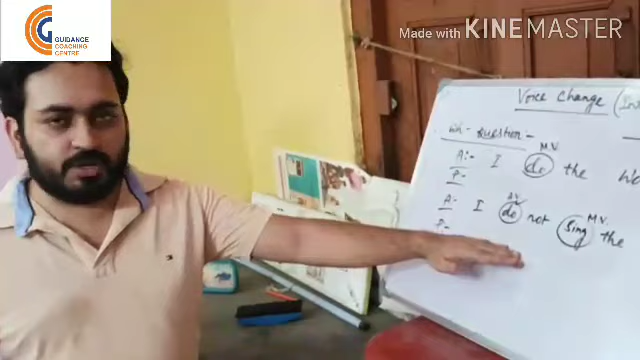 GUIDANCE
COACHING
CENTRE
Made with KINEMASTER
Voice Change (
Wh- question -
M.V.
A:- I do the
P:-
A.V. M.V.
A:- I do not sing the
P:-